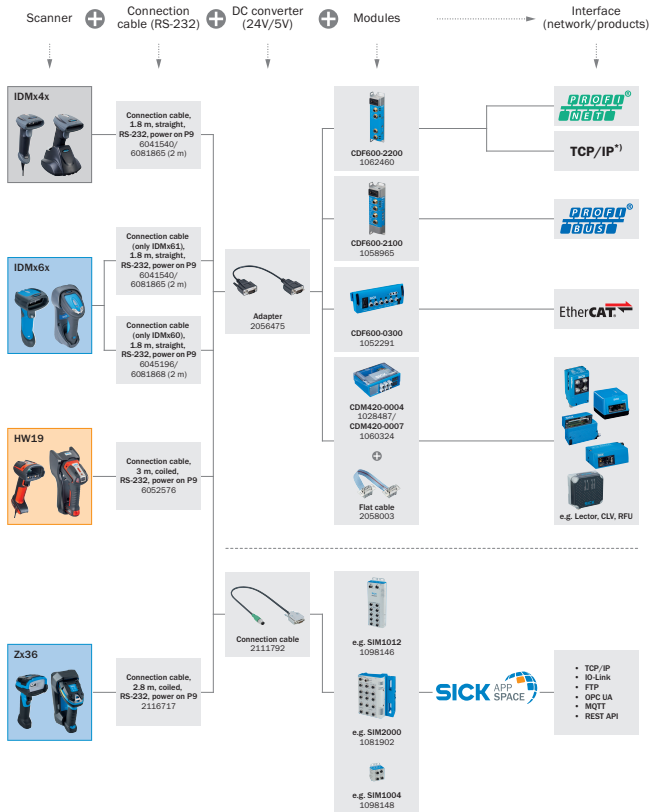 Scanner
Connection
cable (RS-232)
DC converter
(24V/5V)
Modules
Interface
(network/products)
IDMx4x
Connection cable,
1.8 m, straight,
RS-232, power on P9
6041540/
6081865 (2 m)
CDF600-2200
1062460
PROFI
NET®
TCP/IP*)
CDF600-2100
1058965
PROFI
BUS®
IDMx6x
Connection cable
(only IDMx61),
1.8 m, straight,
RS-232, power on P9
6041540/
6081865 (2 m)
Connection cable
(only IDMx60),
1.8 m, straight,
RS-232, power on P9
6045196/
6081868 (2 m)
Adapter
2056475
CDF600-0300
1052291
EtherCAT®
CDM420-0004
1028487/
CDM420-0007
1060324
Flat cable
2058003
SICK
e.g. Lector, CLV, RFU
HW19
Connection cable,
3 m, coiled,
RS-232, power on P9
6052576
Connection cable
2111792
e.g. SIM1012
1098146
Zx36
Connection cable,
2.8 m, coiled,
RS-232, power on P9
2116717
e.g. SIM2000
1081902
e.g. SIM1004
1098148
SICK APP
SPACE
• TCP/IP
• IO-Link
• FTP
• OPC UA
• MQTT
• REST API